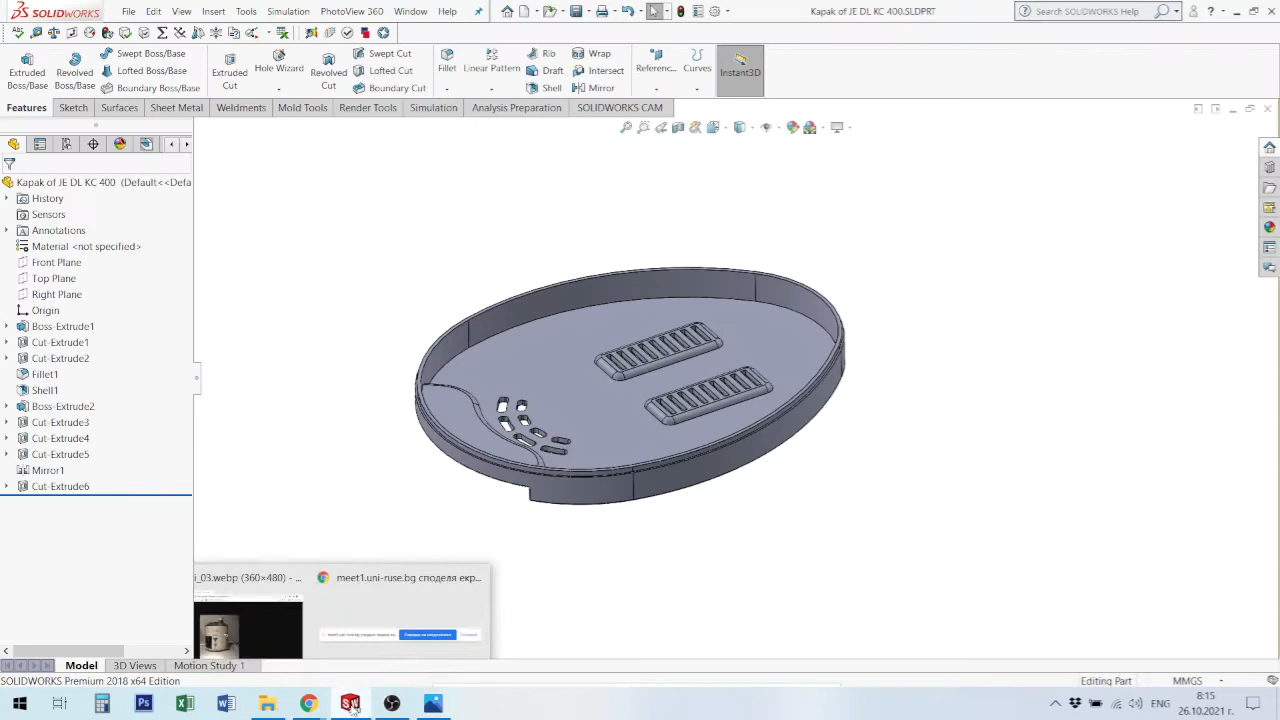 SOLIDWORKS
File Edit View Insert Tools Simulation PhotoView 360 Window Help
Kapak of JE DL KC 400.SLDPRT
Search SOLIDWORKS Help
Extruded Boss/Base
Revolved Boss/Base
Swept Boss/Base
Lofted Boss/Base
Boundary Boss/Base
Extruded Cut
Hole Wizard
Revolved Cut
Swept Cut
Lofted Cut
Boundary Cut
Fillet
Linear Pattern
Rib
Draft
Shell
Wrap
Intersect
Mirror
Referenc...
Curves
Instant3D
Features Sketch Surfaces Sheet Metal Weldments Mold Tools Render Tools Simulation Analysis Preparation SOLIDWORKS CAM
Kapak of JE DL KC 400 (Default<<Defa
History
Sensors
Annotations
Material <not specified>
Front Plane
Top Plane
Right Plane
Origin
Boss-Extrude1
Cut-Extrude1
Cut-Extrude2
Fillet1
Shell1
Boss-Extrude2
Cut-Extrude3
Cut-Extrude4
Cut-Extrude5
Mirror1
Cut-Extrude6
i_03.webp (360×480) - ...
meet1.uni-ruse.bg споделя екр...
Model 3D Views Motion Study 1
SOLIDWORKS Premium 2018 x64 Edition
Editing Part
MMGS
ENG
8:15
26.10.2021 г.